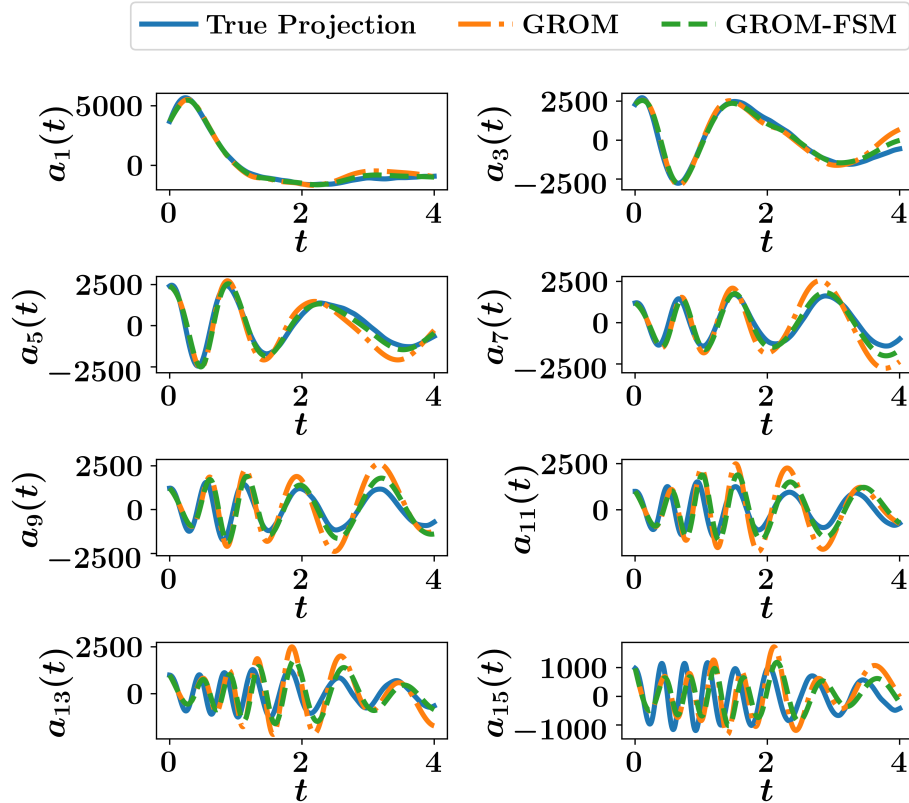 True Projection GROM GROM-FSM
a₁(t) 5000 0 0 2 4 t
a₃(t) 2500 0 −2500 0 2 4 t
a₅(t) 2500 0 −2500 0 2 4 t
a₇(t) 2500 0 −2500 0 2 4 t
a₉(t) 2500 0 −2500 0 2 4 t
a₁₁(t) 2500 0 0 2 4 t
a₁₃(t) 2500 0 0 2 4 t
a₁₅(t) 1000 0 −1000 0 2 4 t